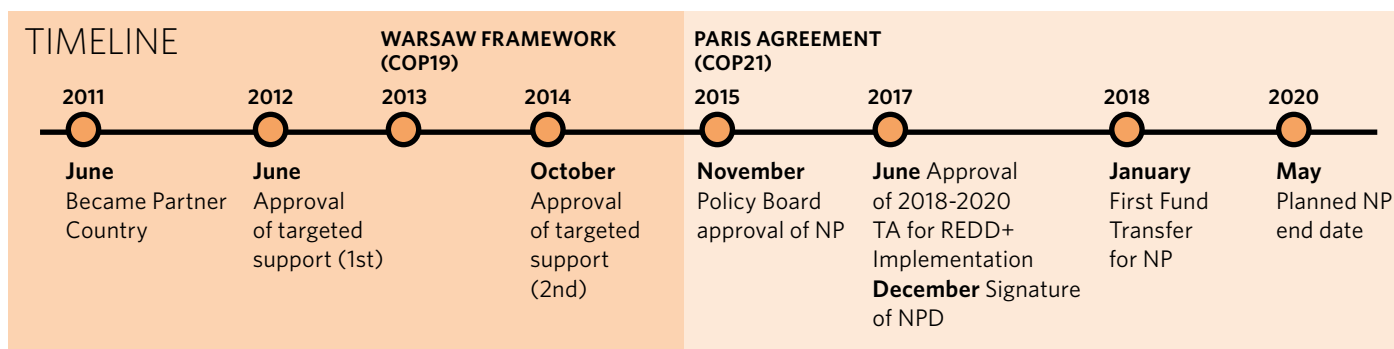 TIMELINE
WARSAW FRAMEWORK
(COP19)
PARIS AGREEMENT
(COP21)
2011
June
Became Partner
Country
2012
June
Approval
of targeted
support (1st)
2013
2014
October
Approval
of targeted
support
(2nd)
2015
November
Policy Board
approval of NP
2017
June Approval
of 2018-2020
TA for REDD+
Implementation
December Signature
of NPD
2018
January
First Fund
Transfer
for NP
2020
May
Planned NP
end date